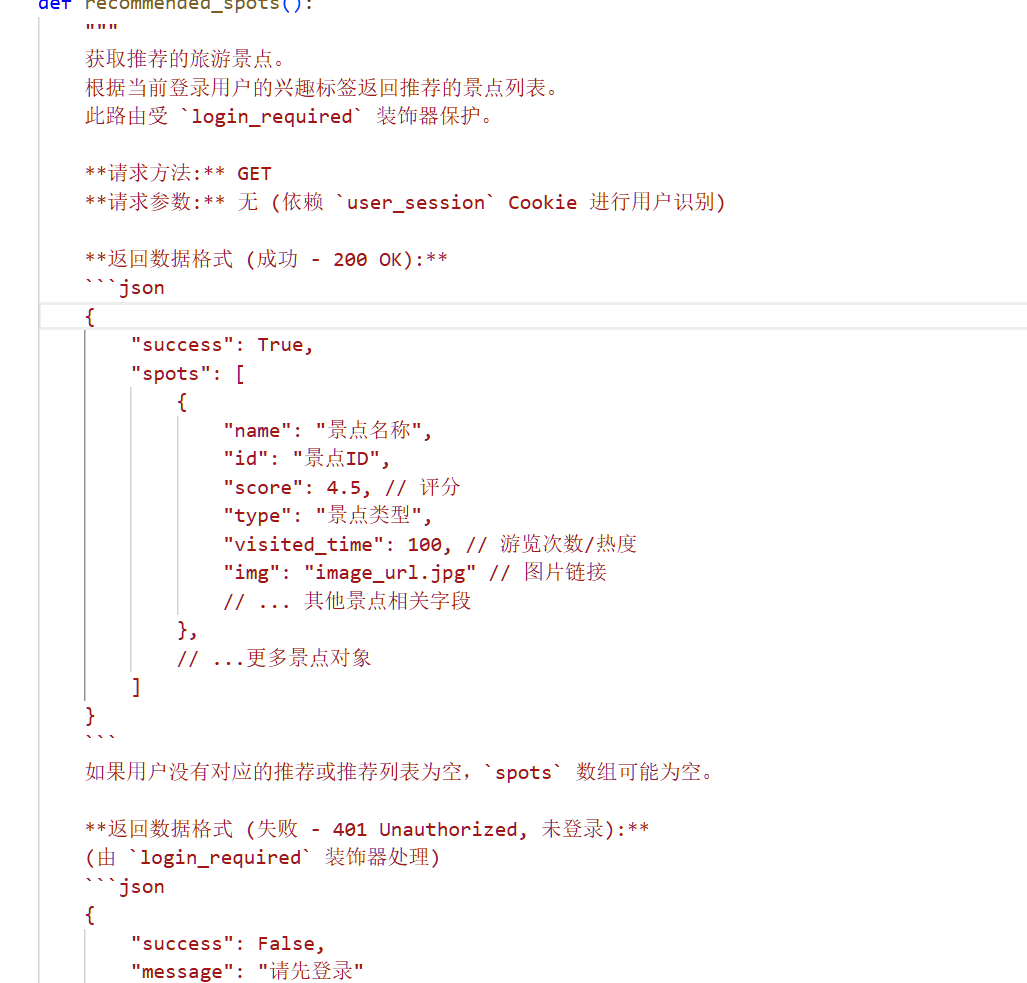 def recommended_spots():
"""
获取推荐的旅游景点。
根据当前登录用户的兴趣标签返回推荐的景点列表。
此路由受 `login_required` 装饰器保护。
**请求方法:** GET
**请求参数:** 无 (依赖 `user_session` Cookie 进行用户识别)
**返回数据格式 (成功 - 200 OK):**
```json
{
"success": True,
"spots": [
{
"name": "景点名称",
"id": "景点ID",
"score": 4.5, // 评分
"type": "景点类型",
"visited_time": 100, // 游览次数/热度
"img": "image_url.jpg" // 图片链接
// ... 其他景点相关字段
},
// ...更多景点对象
]
}
```
如果用户没有对应的推荐或推荐列表为空，`spots` 数组可能为空。
**返回数据格式 (失败 - 401 Unauthorized, 未登录):**
(由 `login_required` 装饰器处理)
```json
{
"success": False,
"message": "请先登录"